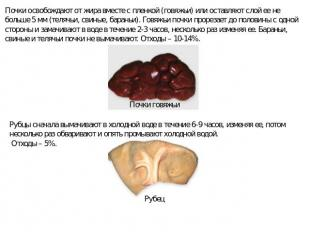 Почки освобождают от жира вместе с пленкой (говяжьи) или оставляют слой ее не
больше 5 мм (телячьи, свиные, бараньи). Говяжьи почки прорезают до половины с одной
стороны и замачивают в воде в течение 2-3 часов, несколько раз изменяя ее. Бараньи,
свиные и телячьи почки не вымачивают. Отходы – 10-14%.
Почки говяжьи
Рубцы сначала вымачивают в холодной воде в течение 6-9 часов, изменяя ее, потом
несколько раз обваривают и опять промывают холодной водой.
Отходы – 5%.
Рубец